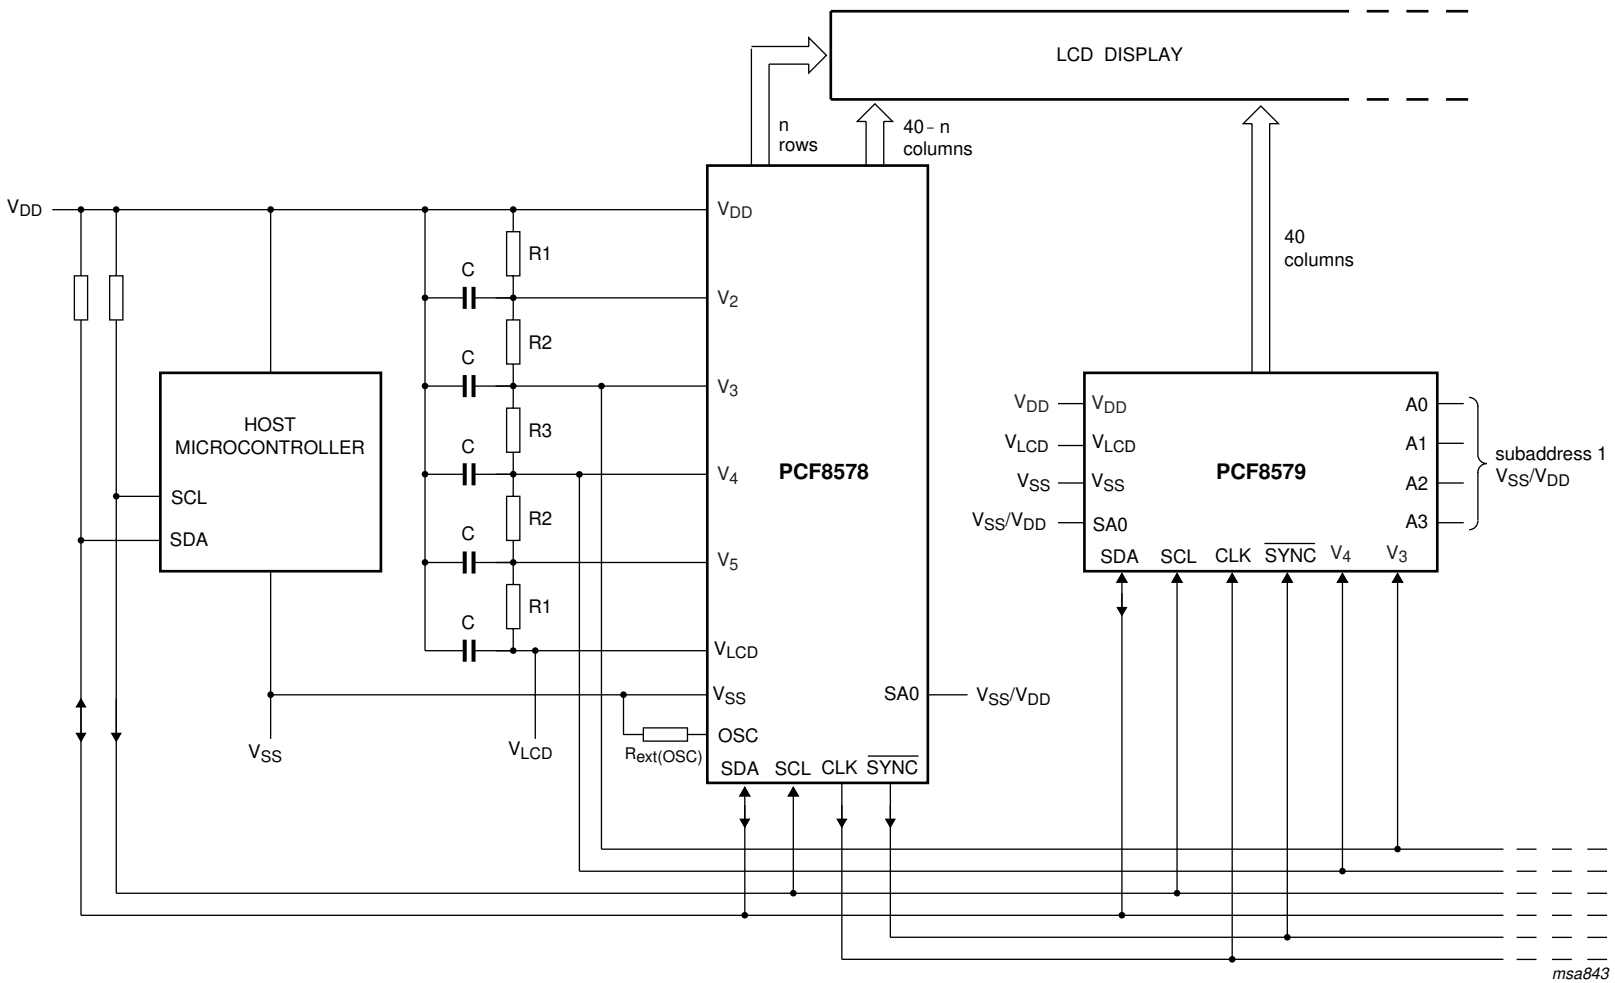 LCD DISPLAY
n
rows
40 - n
columns
VDD
VDD
R1
C
V2
40
columns
R2
C
V3
HOST
MICROCONTROLLER
SCL
SDA
R3
C
V4
PCF8578
R2
C
V5
R1
C
VLCD
VSS
SA0
VSS/VDD
OSC
Rext(OSC)
VSS
VLCD
SDA
SCL
CLK
SYNC
VDD
VDD
VLCD
VLCD
VSS
VSS
VSS/VDD
SA0
PCF8579
A0
A1
A2
A3
subaddress 1
VSS/VDD
SDA
SCL
CLK
SYNC
V4
V3
msa843